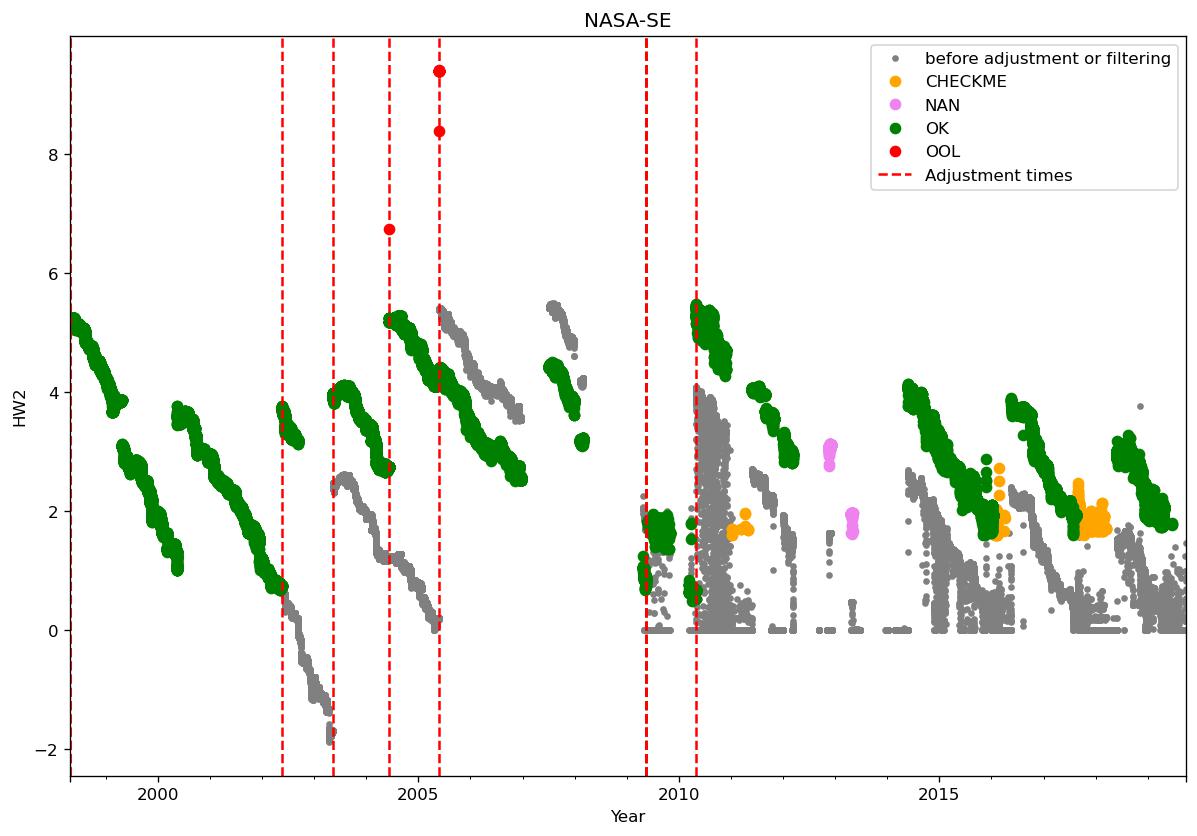 NASA-SE
before adjustment or filtering
CHECKME
NAN
OK
OOL
Adjustment times
HW2
8
6
4
2
0
−2
2000
2005
2010
2015
Year